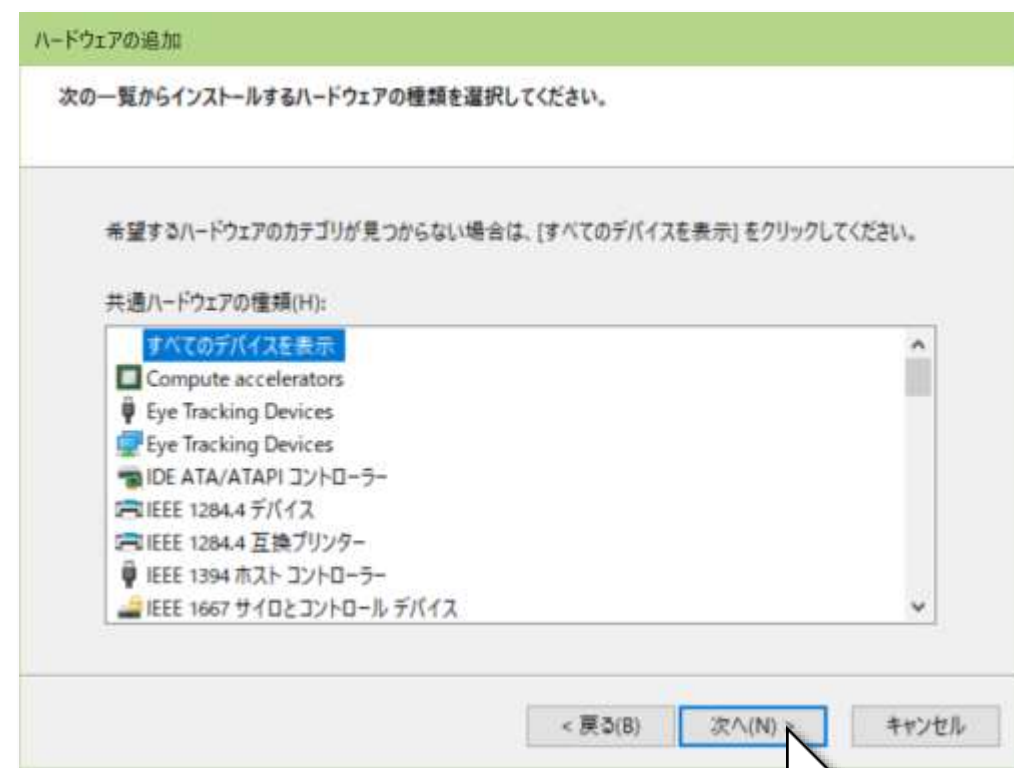 ハードウェアの追加
次の一覧からインストールするハードウェアの種類を選択してください。
希望するハードウェアのカテゴリが見つからない場合は、[すべてのデバイスを表示] をクリックしてください。
共通ハードウェアの種類(H):
すべてのデバイスを表示
Compute accelerators
Eye Tracking Devices
Eye Tracking Devices
IDE ATA/ATAPI コントローラー
IEEE 1284.4 デバイス
IEEE 1284.4 互換プリンター
IEEE 1394 ホスト コントローラー
IEEE 1667 サイロとコントロール デバイス
< 戻る(B) 次へ(N) > キャンセル